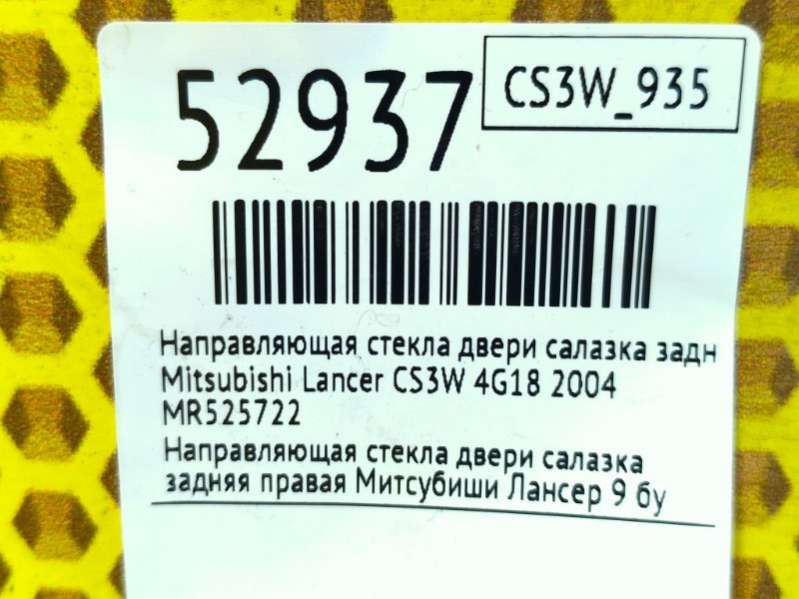 52937
CS3W_935
Направляющая стекла двери салазка задн
Mitsubishi Lancer CS3W 4G18 2004
MR525722
Направляющая стекла двери салазка
задняя правая Митсубиши Лансер 9 бу